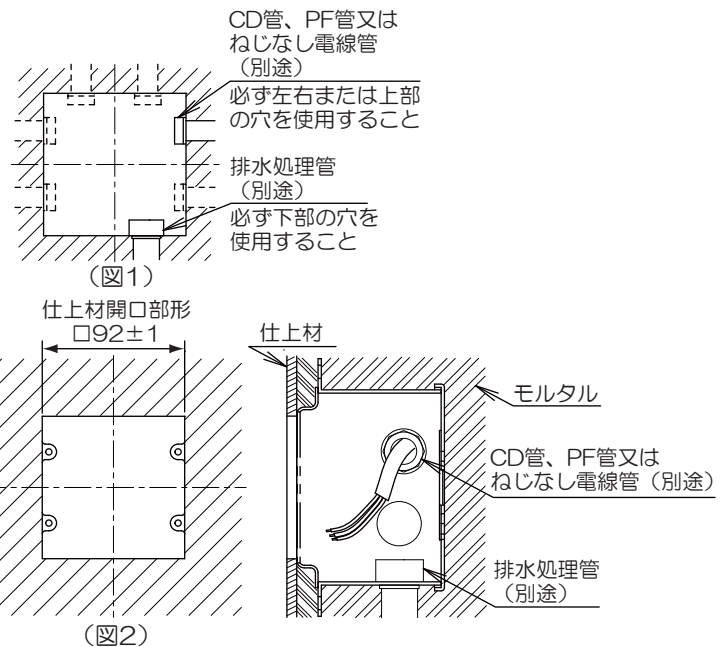 CD管、PF管又は
ねじなし電線管
（別途）
必ず左右または上部
の穴を使用すること
排水処理管
（別途）
必ず下部の穴を
使用すること
（図1）
仕上材開口部形
□92±1
仕上材
モルタル
CD管、PF管又は
ねじなし電線管（別途）
排水処理管
（別途）
（図2）